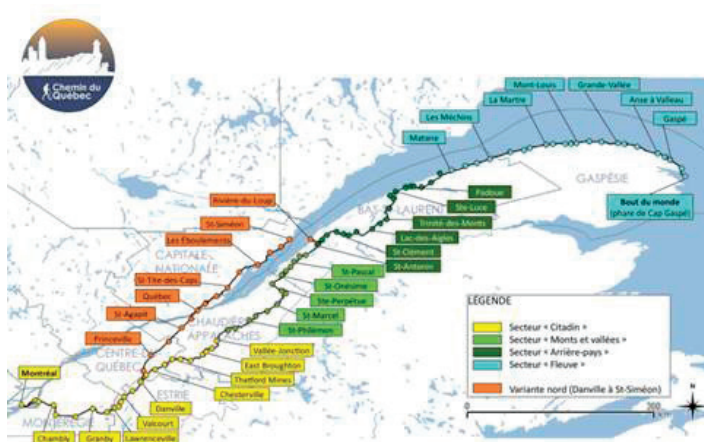 Chemin du
Québec
Mont-Louis
Grande-Vallée
La Martre
Anse à Valleau
Les Méchins
Gaspé
Matane
GASPÉSIE
Bout du monde
(phare de Cap Gaspé)
Padoue
Ste-Luce
BAS-ST-LAURENT
Trinité-des-Monts
Lac-des-Aigles
St-Clément
St-Antonin
Rivière-du-Loup
St-Siméon
Les Éboulements
CAPITALE-
NATIONALE
St-Tite-des-Caps
Québec
St-Agapit
Princeville
St-Pascal
St-Onésime
Ste-Perpétue
St-Marcel
St-Philémon
CHAUDIÈRE-
APPALACHES
CENTRE-DU-
QUÉBEC
Vallée-Jonction
East Broughton
Thetford Mines
Chesterville
ESTRIE
Danville
Valcourt
Lawrenceville
Montréal
MONTÉRÉGIE
Chambly
Granby
LÉGENDE
Secteur « Citadin »
Secteur « Monts et vallées »
Secteur « Arrière-pays »
Secteur « Fleuve »
Variante nord (Danville à St-Siméon)
N
0
200
km